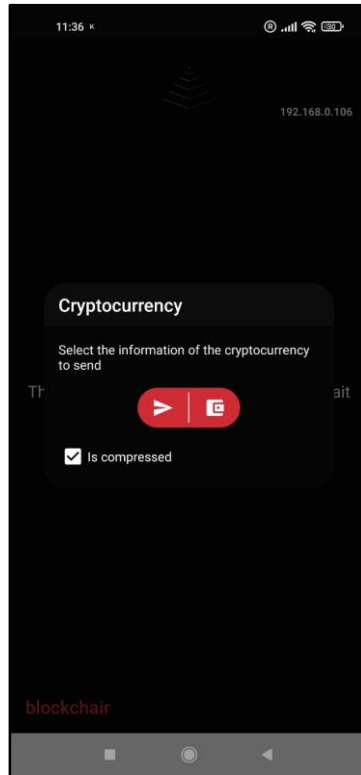 11:36
192.168.0.106
Cryptocurrency
Select the information of the cryptocurrency
to send
Th
ait
Is compressed
blockchair